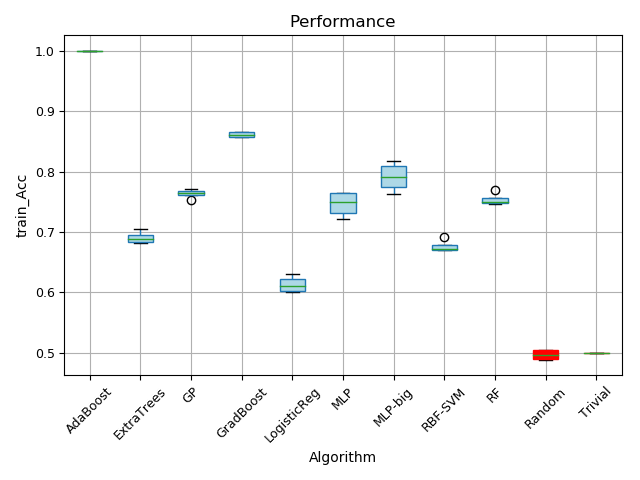 Performance
train_Acc
1.0
0.9
0.8
0.7
0.6
0.5
AdaBoost
ExtraTrees
GP
GradBoost
LogisticReg
MLP
MLP-big
RBF-SVM
RF
Random
Trivial
Algorithm